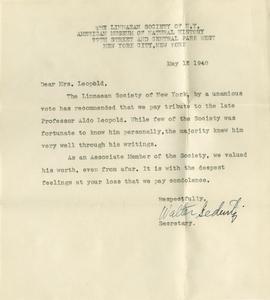 THE LINNAEAN SOCIETY OF N.Y.
AMERICAN MUSEUM OF NATURAL HISTORY
79TH STREET AND CENTRAL PARK WEST
NEW YORK CITY, NEW YORK
May 12 1948
Dear Mrs. Leopold,
The Linnaean Society of New York, by a unanious
vote has recommended that we pay tribute to the late
Professor Aldo Leopold. While few of the Society was
fortunate to know him personally, the majority knew him
very well through his writings.
As an Associate Member of the Society, we valued
his worth, even from afar. It is with the deepest
feelings at your loss that we pay condolence.
Respectfully,
Walter Sedwitz
Secretary.